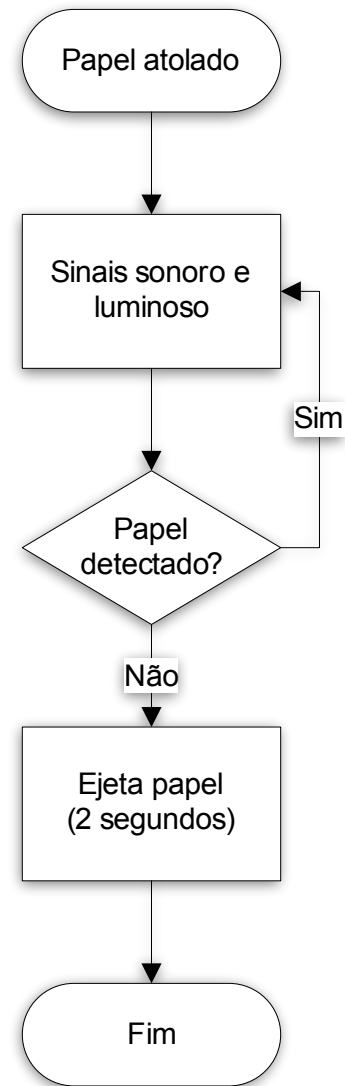 Papel atolado
Sinais sonoro e
luminoso
Sim
Papel
detectado?
Não
Ejeta papel
(2 segundos)
Fim